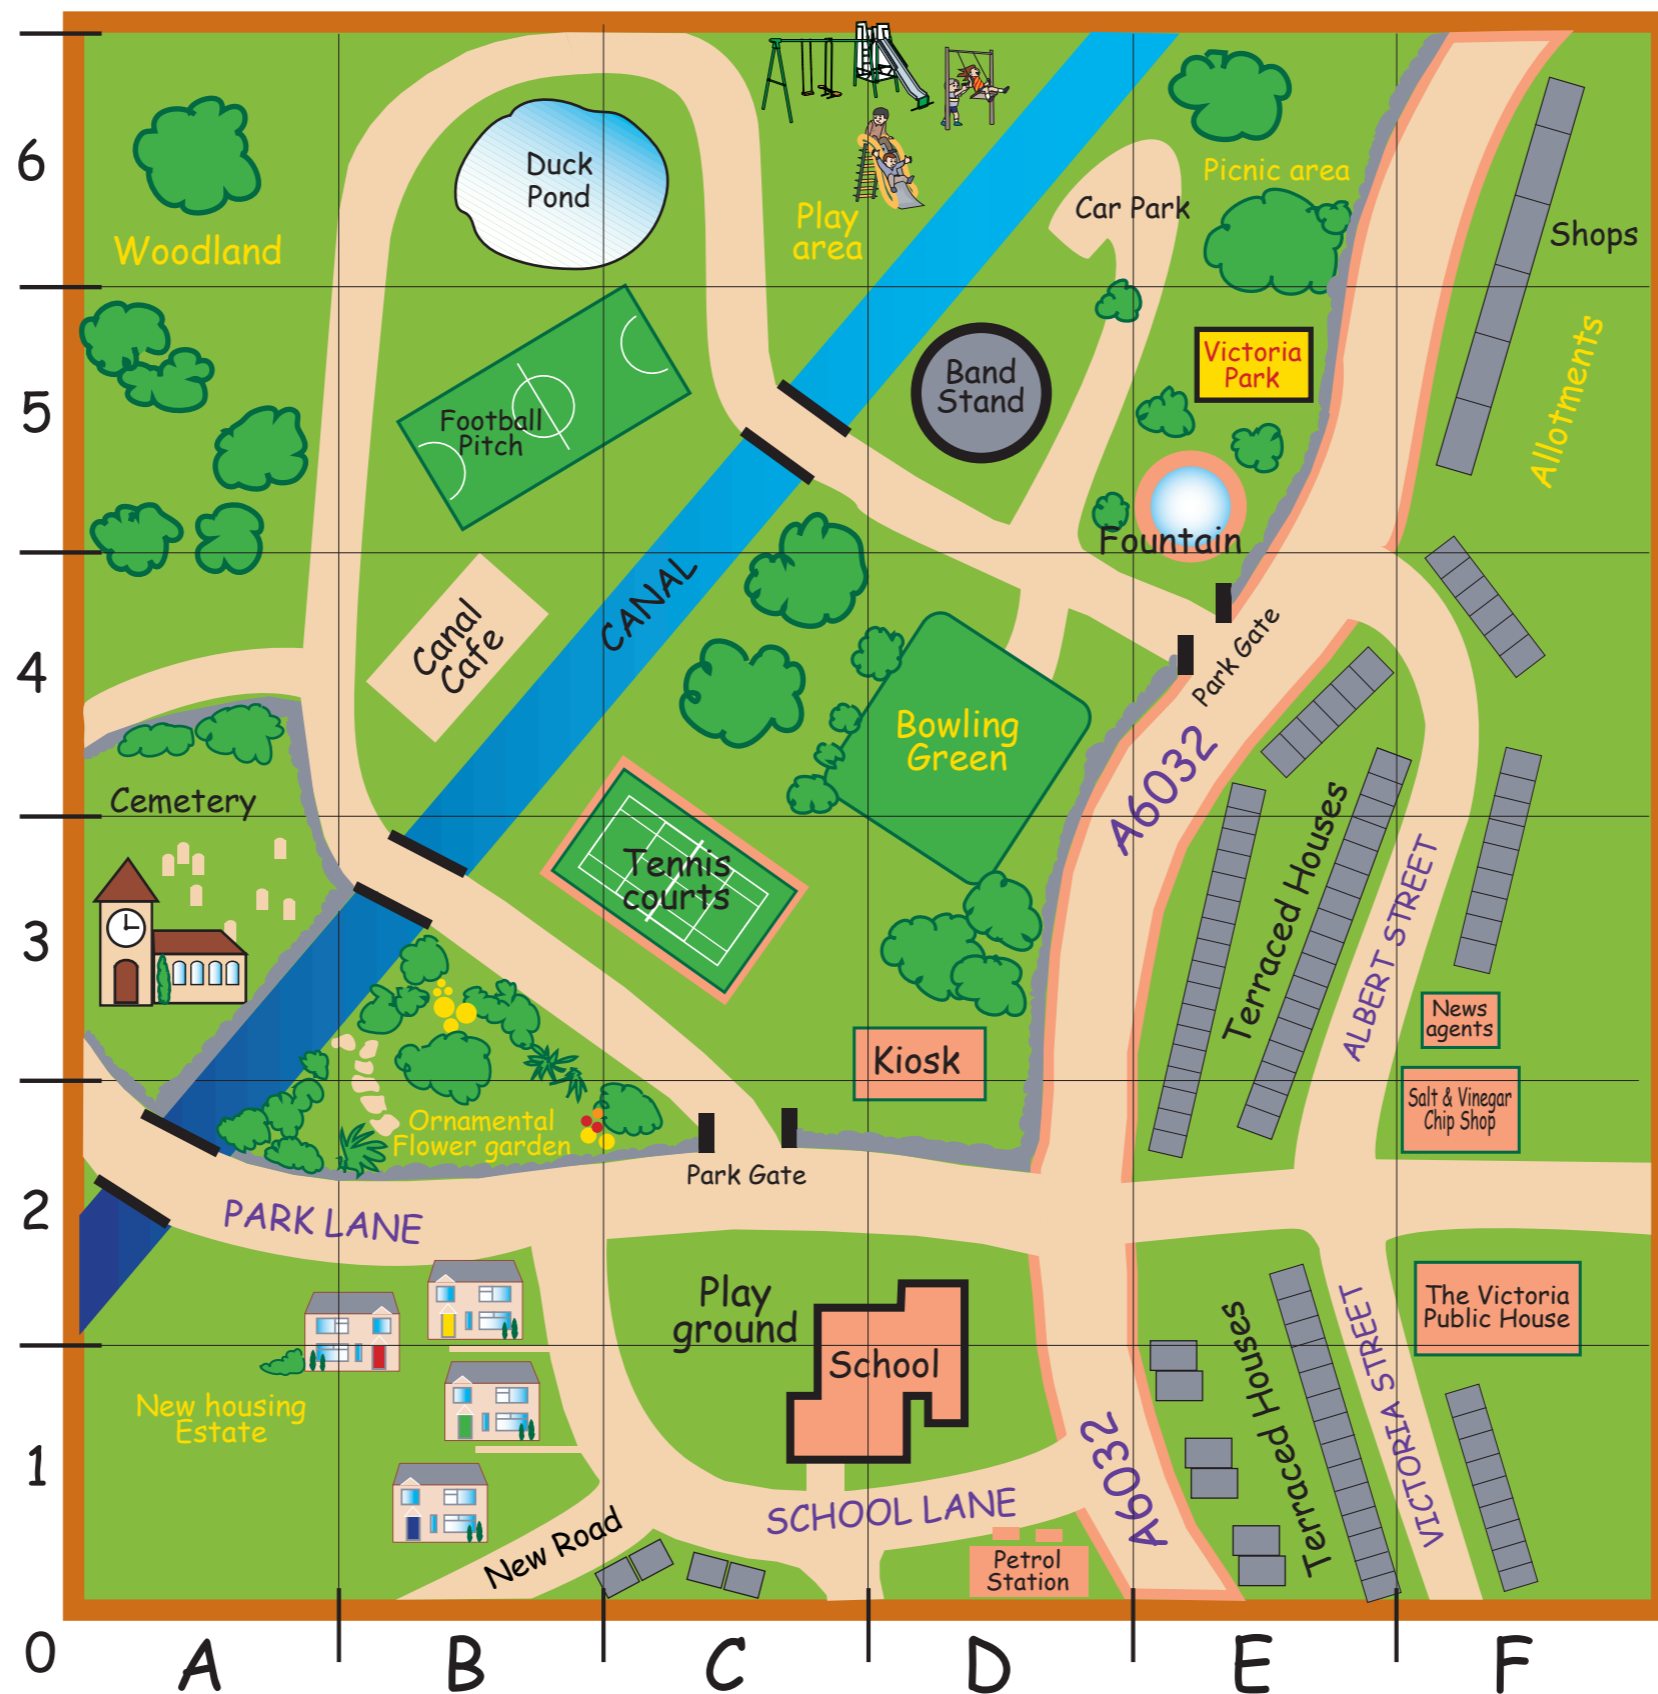 6
Duck
Pond
Woodland
Play
area
Picnic area
Car Park
Shops
5
Football
Pitch
Band
Stand
Victoria
Park
Allotments
Fountain
4
Canal
Cafe
CANAL
Bowling
Green
Park Gate
A6032
Cemetery
3
Tennis
courts
Kiosk
Terraced Houses
ALBERT STREET
News
agents
2
Ornamental
Flower garden
Park Gate
Salt & Vinegar
Chip Shop
PARK LANE
Play
ground
The Victoria
Public House
School
New housing
Estate
1
Terraced Houses
VICTORIA STREET
A6032
SCHOOL LANE
New Road
Petrol
Station
0
A
B
C
D
E
F